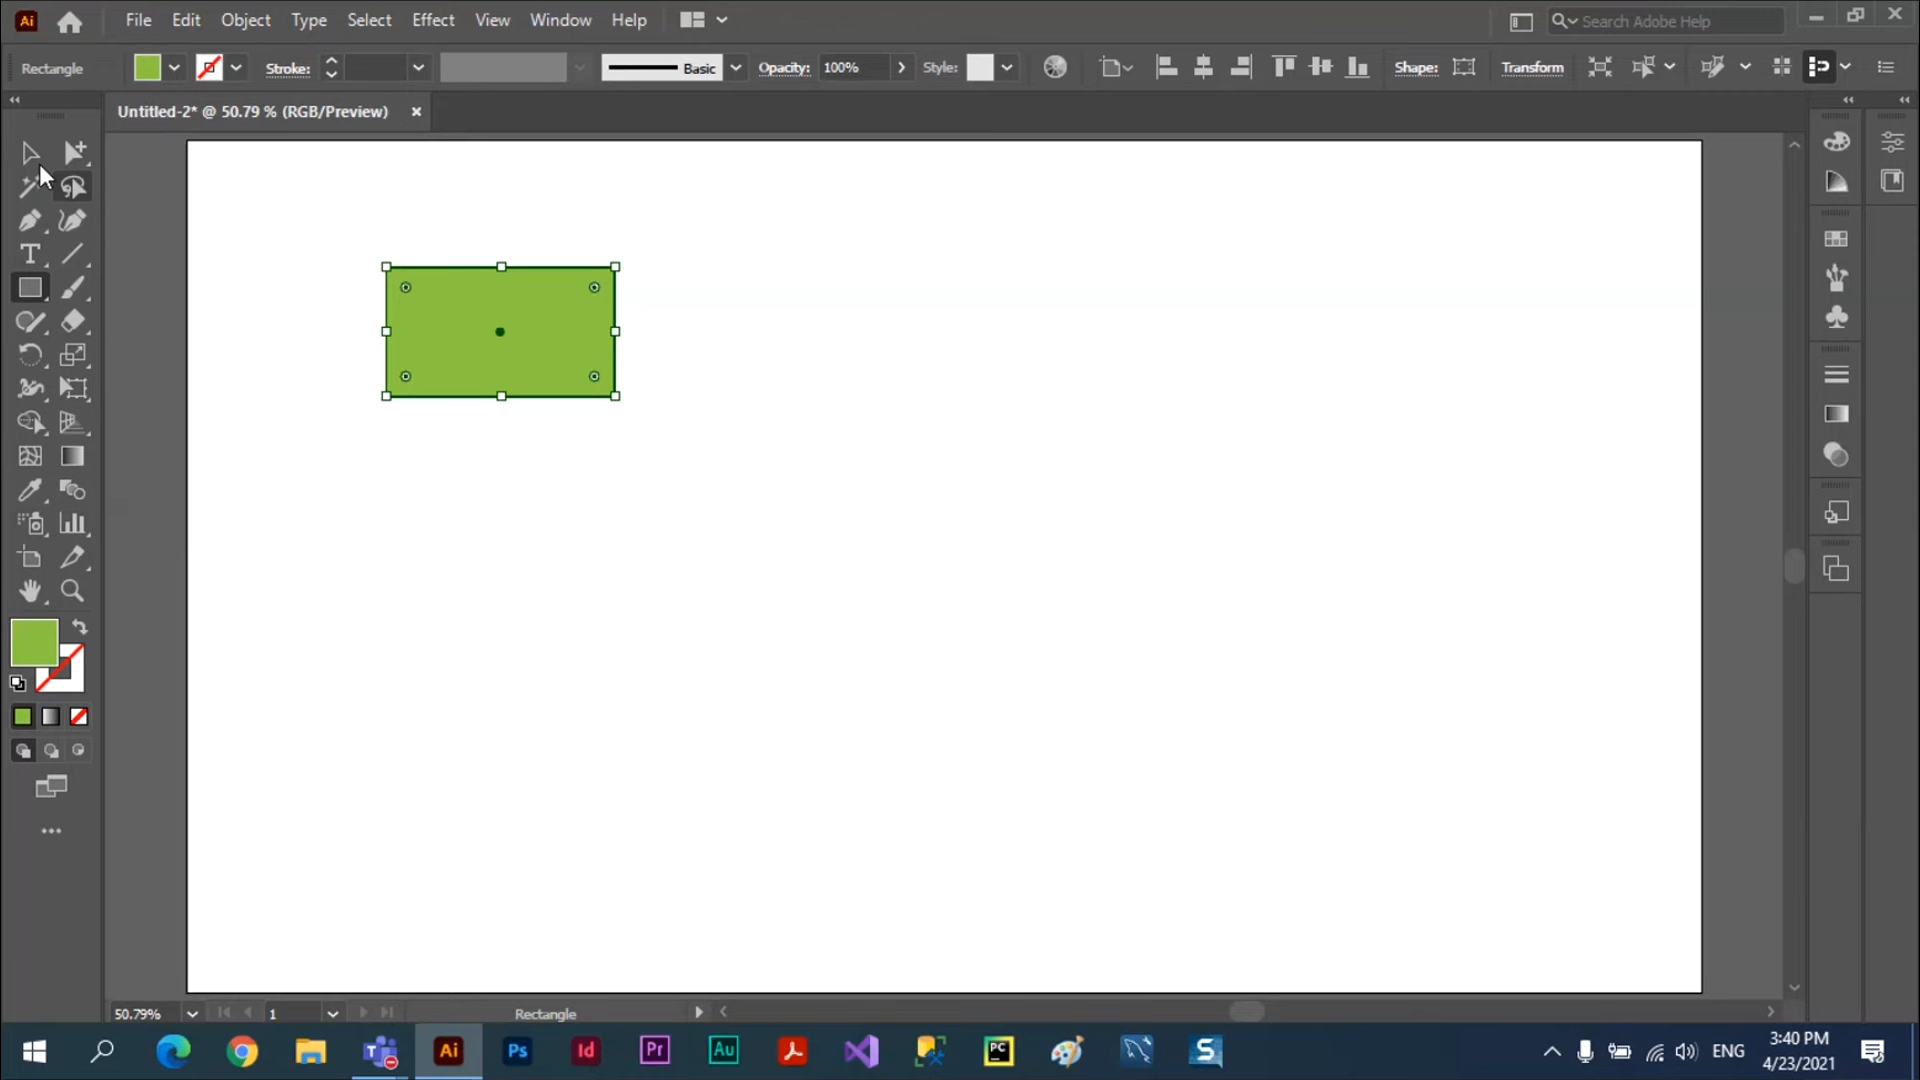 Ai File Edit Object Type Select Effect View Window Help Search Adobe Help
Rectangle Stroke: Basic Opacity: 100% Style: Shape: Transform
Untitled-2* @ 50.79 % (RGB/Preview)
T
50.79% 1 Rectangle
Ai Ps Id Pr Au PC S ENG 3:40 PM
4/23/2021